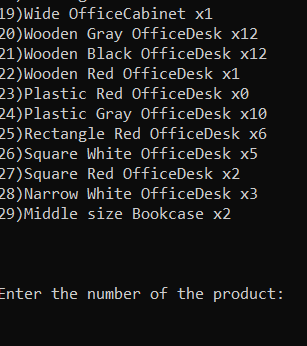 19)Wide OfficeCabinet x1
20)Wooden Gray OfficeDesk x12
21)Wooden Black OfficeDesk x12
22)Wooden Red OfficeDesk x1
23)Plastic Red OfficeDesk x0
24)Plastic Gray OfficeDesk x10
25)Rectangle Red OfficeDesk x6
26)Square White OfficeDesk x5
27)Square Red OfficeDesk x2
28)Narrow White OfficeDesk x3
29)Middle size Bookcase x2
Enter the number of the product: